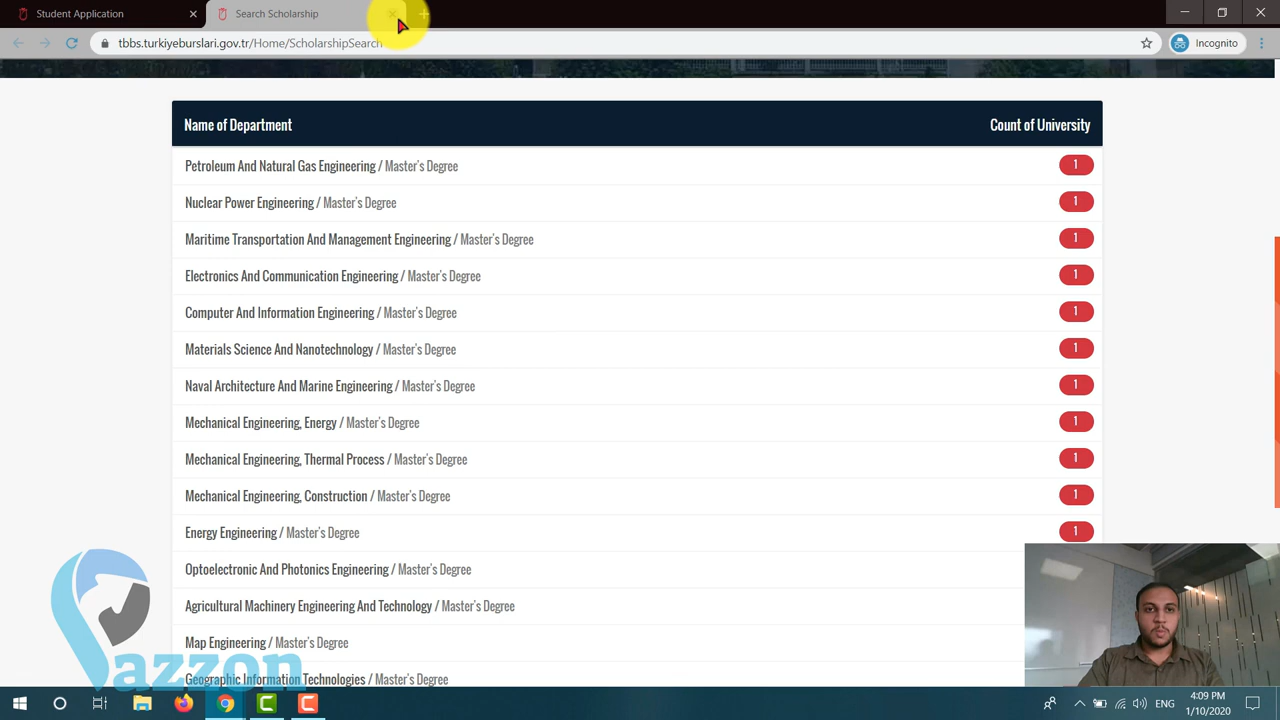 Student Application
Search Scholarship
tbbs.turkiyeburslari.gov.tr/Home/ScholarshipSearch
Incognito
Name of Department
Count of University
Petroleum And Natural Gas Engineering / Master's Degree
1
Nuclear Power Engineering / Master's Degree
1
Maritime Transportation And Management Engineering / Master's Degree
1
Electronics And Communication Engineering / Master's Degree
1
Computer And Information Engineering / Master's Degree
1
Materials Science And Nanotechnology / Master's Degree
1
Naval Architecture And Marine Engineering / Master's Degree
1
Mechanical Engineering, Energy / Master's Degree
1
Mechanical Engineering, Thermal Process / Master's Degree
1
Mechanical Engineering, Construction / Master's Degree
1
Energy Engineering / Master's Degree
1
Optoelectronic And Photonics Engineering / Master's Degree
Agricultural Machinery Engineering And Technology / Master's Degree
Map Engineering / Master's Degree
Geographic Information Technologies / Master's Degree
Pazzon
ENG
4:09 PM
1/10/2020